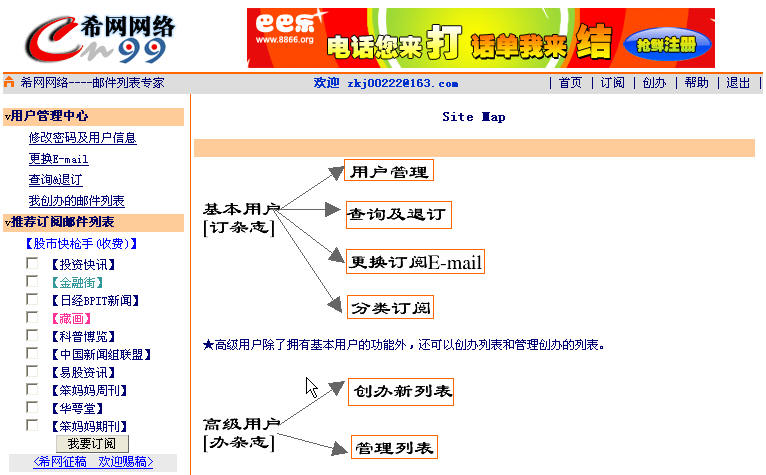 希网网络
Cn99
巴巴乐
www.8866.org
电话您来打 话单我来结
抢鲜注册
希网网络----邮件列表专家
欢迎 zkj00222@163.com
| 首页 | 订阅 | 创办 | 帮助 | 退出 |
v用户管理中心
修改密码及用户信息
更换E-mail
查询&退订
我创办的邮件列表
v推荐订阅邮件列表
【股市快枪手(收费)】
【投资快讯】
【金融街】
【日经BPIT新闻】
【藏画】
【科普博览】
【中国新闻组联盟】
【易股资讯】
【笨妈妈周刊】
【华萼堂】
【笨妈妈期刊】
我要订阅
<希网征稿 欢迎赐稿>
Site Map
基本用户
[订杂志]
用户管理
查询及退订
更换订阅E-mail
分类订阅
★高级用户除了拥有基本用户的功能外，还可以创办列表和管理创办的列表。
高级用户
[办杂志]
创办新列表
管理列表